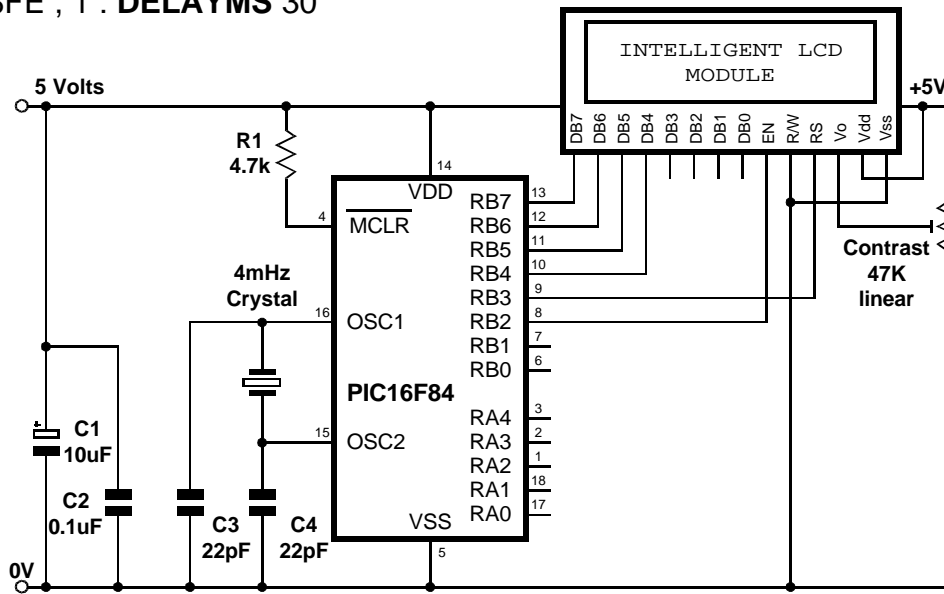 DELAYMS 30
INTELLIGENT LCD
MODULE
5 Volts
+5V
DB7
DB6
DB5
DB4
DB3
DB2
DB1
DB0
EN
R/W
RS
Vo
Vdd
Vss
R1
4.7k
14
VDD
4
MCLR
RB7
13
RB6
12
RB5
11
RB4
10
RB3
9
RB2
8
RB1
7
RB0
6
Contrast
47K
linear
4mHz
Crystal
16
OSC1
PIC16F84
15
OSC2
RA4
3
RA3
2
RA2
1
RA1
18
RA0
17
+
C1
10uF
C2
0.1uF
C3
22pF
C4
22pF
VSS
5
0V